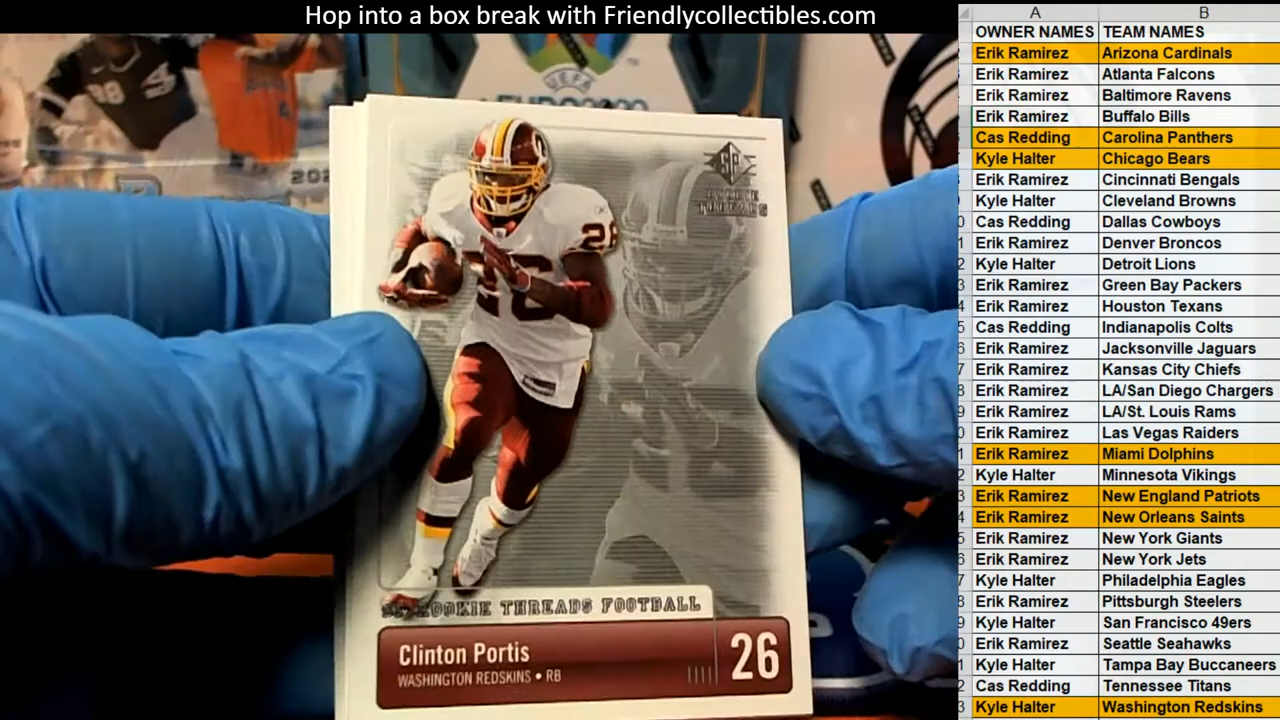 Hop into a box break with Friendlycollectibles.com
A B
OWNER NAMES TEAM NAMES
Erik Ramirez Arizona Cardinals
Erik Ramirez Atlanta Falcons
Erik Ramirez Baltimore Ravens
Erik Ramirez Buffalo Bills
Cas Redding Carolina Panthers
Kyle Halter Chicago Bears
Erik Ramirez Cincinnati Bengals
Kyle Halter Cleveland Browns
Cas Redding Dallas Cowboys
Erik Ramirez Denver Broncos
Kyle Halter Detroit Lions
Erik Ramirez Green Bay Packers
Erik Ramirez Houston Texans
Cas Redding Indianapolis Colts
Erik Ramirez Jacksonville Jaguars
Erik Ramirez Kansas City Chiefs
Erik Ramirez LA/San Diego Chargers
Erik Ramirez LA/St. Louis Rams
Erik Ramirez Las Vegas Raiders
Erik Ramirez Miami Dolphins
Kyle Halter Minnesota Vikings
Erik Ramirez New England Patriots
Erik Ramirez New Orleans Saints
Erik Ramirez New York Giants
Erik Ramirez New York Jets
Kyle Halter Philadelphia Eagles
Erik Ramirez Pittsburgh Steelers
Kyle Halter San Francisco 49ers
Erik Ramirez Seattle Seahawks
Kyle Halter Tampa Bay Buccaneers
Cas Redding Tennessee Titans
Kyle Halter Washington Redskins
UEFA
SP
ROOKIE
THREADS
26
26
SP ROOKIE THREADS FOOTBALL
Clinton Portis
WASHINGTON REDSKINS • RB
26